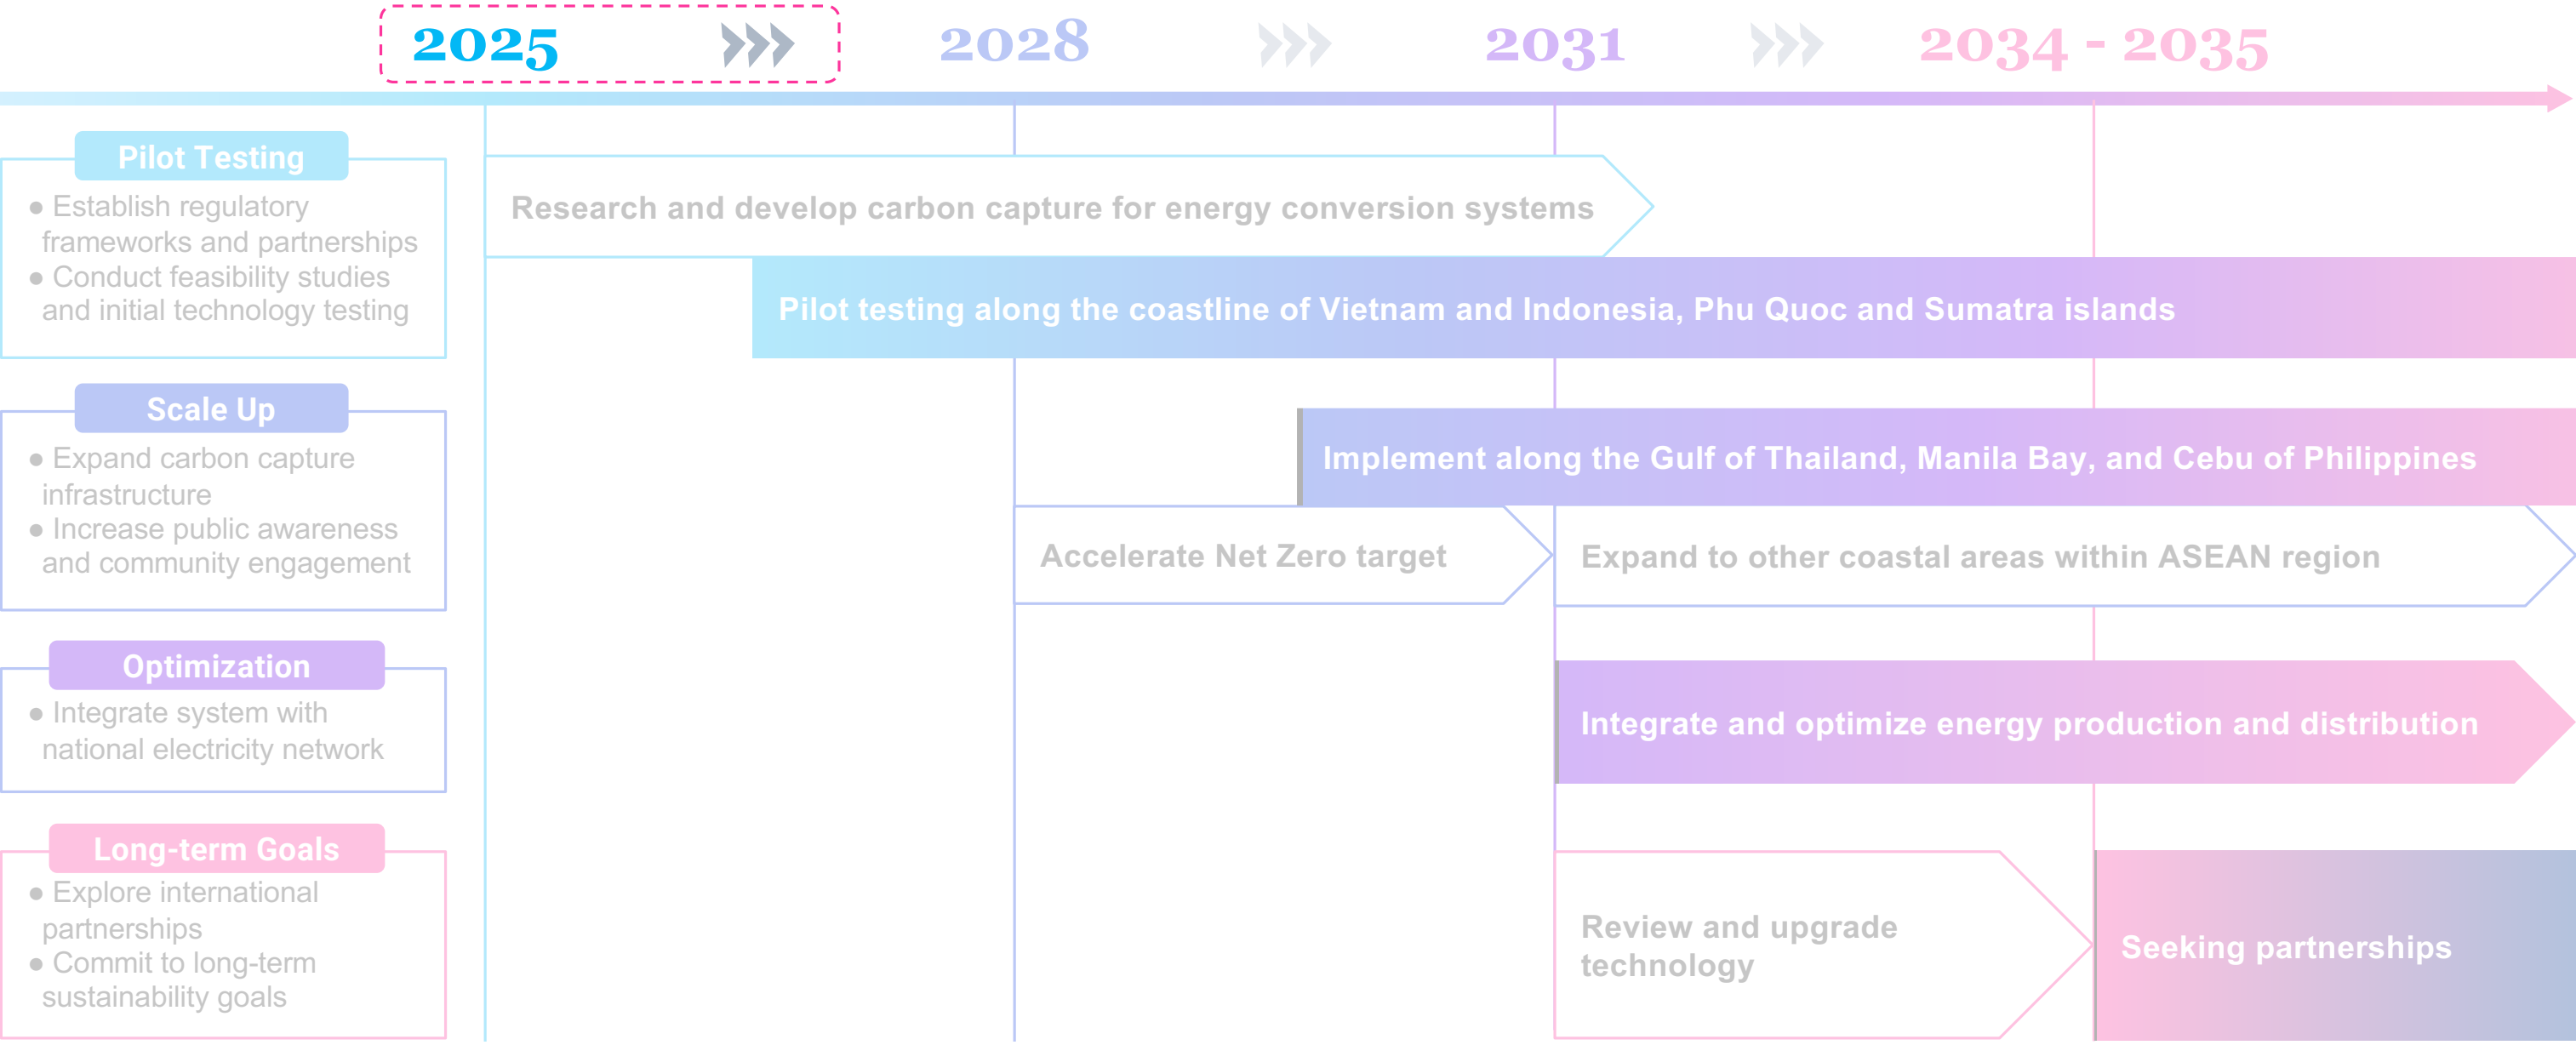 2025
2028
2031
2034 - 2035
Pilot Testing
● Establish regulatory
frameworks and partnerships
● Conduct feasibility studies
and initial technology testing
Research and develop carbon capture for energy conversion systems
Pilot testing along the coastline of Vietnam and Indonesia, Phu Quoc and Sumatra islands
Scale Up
● Expand carbon capture
infrastructure
● Increase public awareness
and community engagement
Implement along the Gulf of Thailand, Manila Bay, and Cebu of Philippines
Accelerate Net Zero target
Expand to other coastal areas within ASEAN region
Optimization
● Integrate system with
national electricity network
Integrate and optimize energy production and distribution
Long-term Goals
● Explore international
partnerships
● Commit to long-term
sustainability goals
Review and upgrade
technology
Seeking partnerships